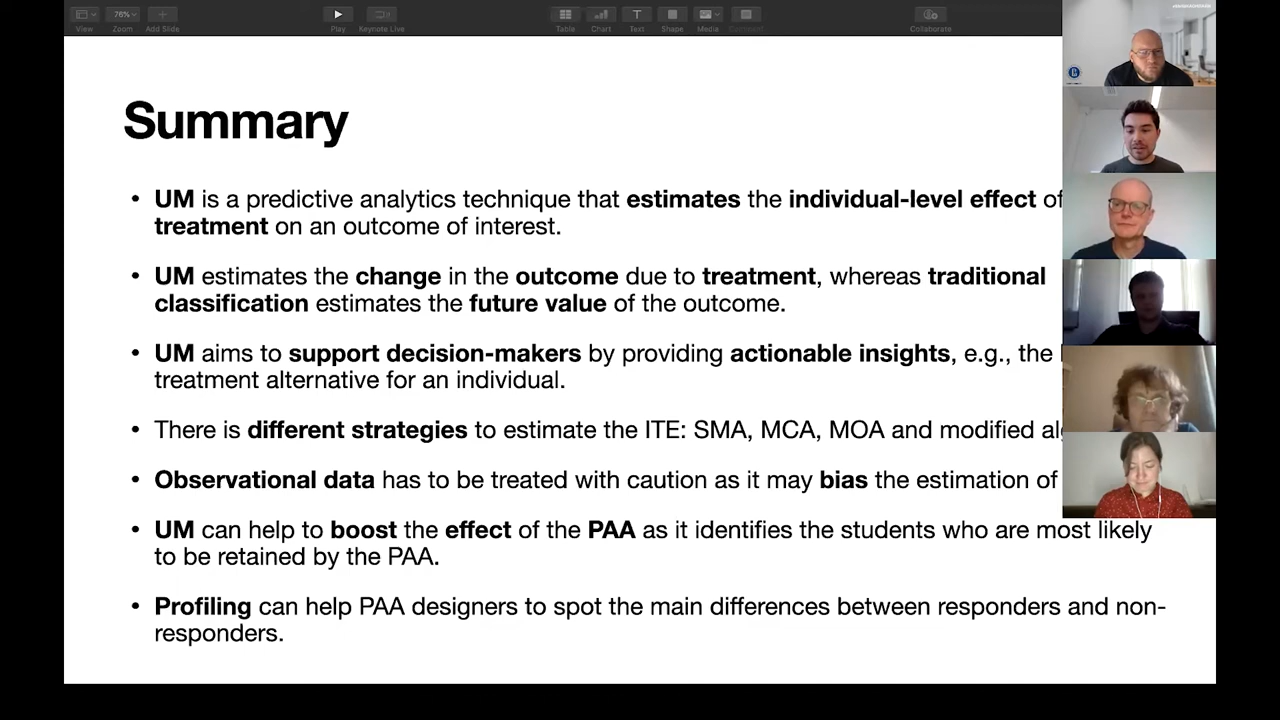 View
76%
Zoom
Add Slide
Play
Keynote Live
Table
Chart
Text
Shape
Media
Comment
Collaborate
Summary
• UM is a predictive analytics technique that estimates the individual-level effect of
treatment on an outcome of interest.
• UM estimates the change in the outcome due to treatment, whereas traditional
classification estimates the future value of the outcome.
• UM aims to support decision-makers by providing actionable insights, e.g., the
treatment alternative for an individual.
• There is different strategies to estimate the ITE: SMA, MCA, MOA and modified
• Observational data has to be treated with caution as it may bias the estimation of
• UM can help to boost the effect of the PAA as it identifies the students who are most likely
to be retained by the PAA.
• Profiling can help PAA designers to spot the main differences between responders and non-
responders.